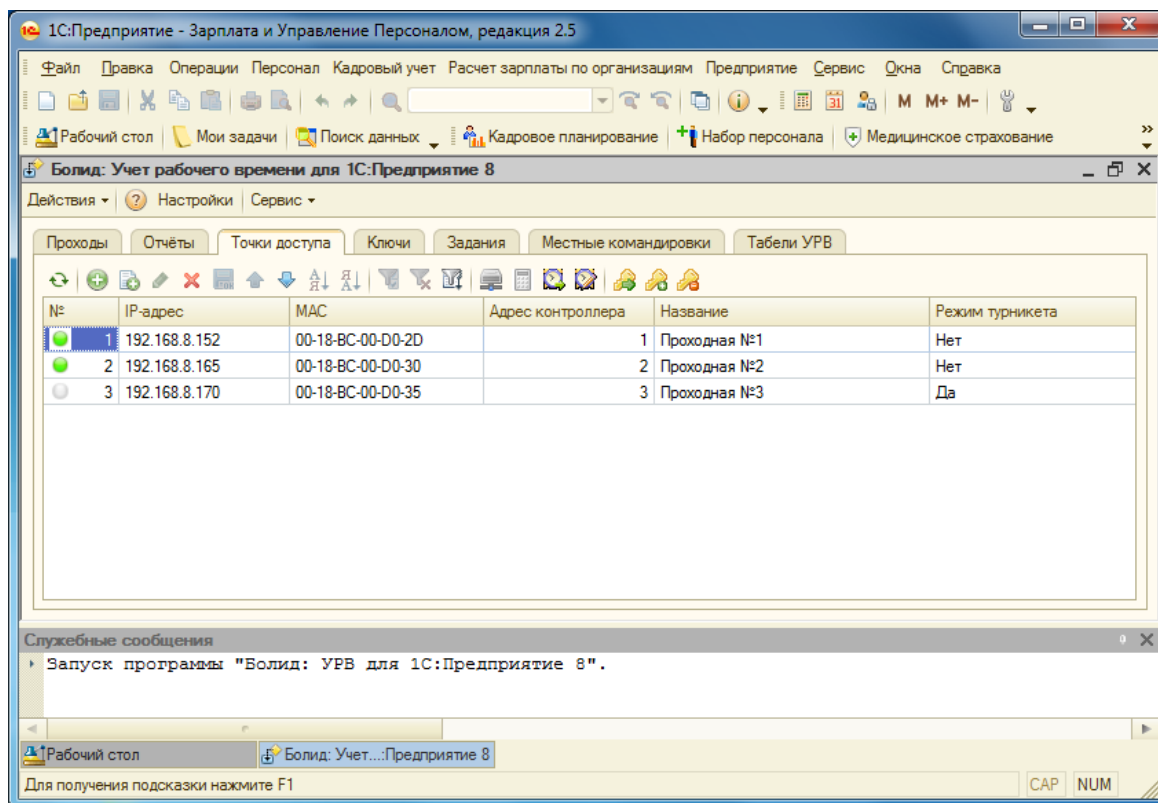 1С:Предприятие - Зарплата и Управление Персоналом, редакция 2.5
Файл Правка Операции Персонал Кадровый учет Расчет зарплаты по организациям Предприятие Сервис Окна Справка
M M+ M-
Рабочий стол Мои задачи Поиск данных Кадровое планирование Набор персонала Медицинское страхование
Болид: Учет рабочего времени для 1С:Предприятие 8
Действия Настройки Сервис
Проходы Отчёты Точки доступа Ключи Задания Местные командировки Табели УРВ
№ IP-адрес MAC Адрес контроллера Название Режим турникета
1 192.168.8.152 00-18-BC-00-D0-2D 1 Проходная №1 Нет
2 192.168.8.165 00-18-BC-00-D0-30 2 Проходная №2 Нет
3 192.168.8.170 00-18-BC-00-D0-35 3 Проходная №3 Да
Служебные сообщения
Запуск программы "Болид: УРВ для 1С:Предприятие 8".
Рабочий стол Болид: Учет...:Предприятие 8
Для получения подсказки нажмите F1 CAP NUM